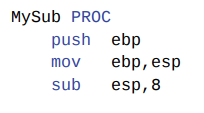 MySub PROC
    push  ebp
    mov   ebp,esp
    sub   esp,8